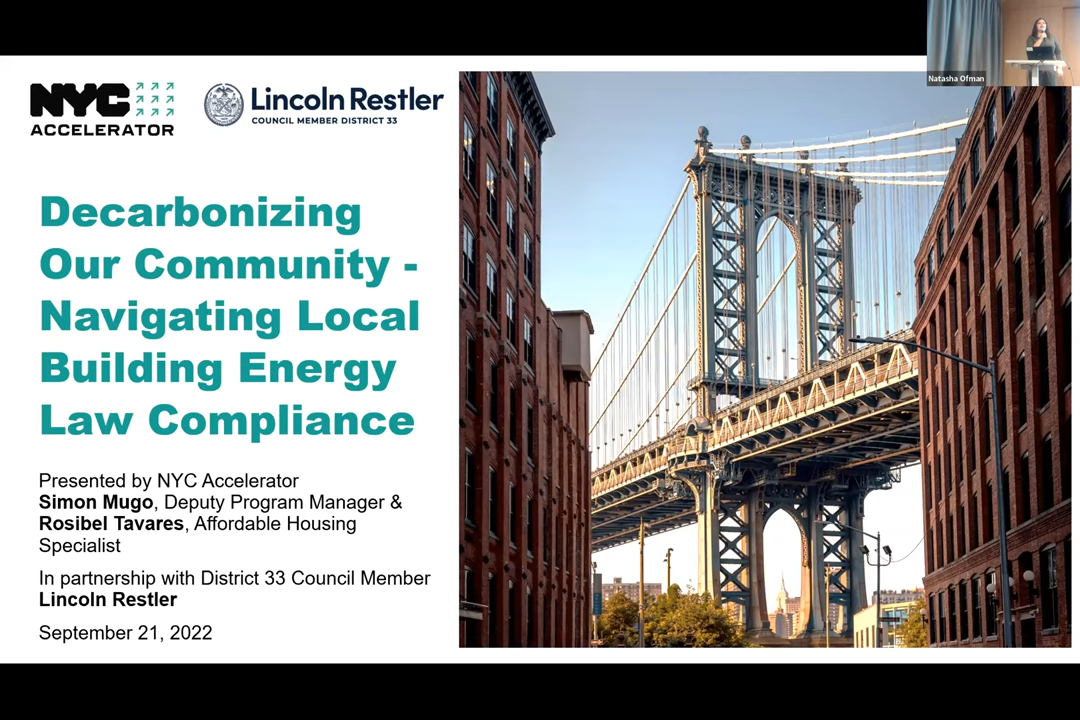 NYC
ACCELERATOR
Lincoln Restler
COUNCIL MEMBER DISTRICT 33
Natasha Ofman
Decarbonizing
Our Community -
Navigating Local
Building Energy
Law Compliance
Presented by NYC Accelerator
Simon Mugo, Deputy Program Manager &
Rosibel Tavares, Affordable Housing
Specialist
In partnership with District 33 Council Member
Lincoln Restler
September 21, 2022